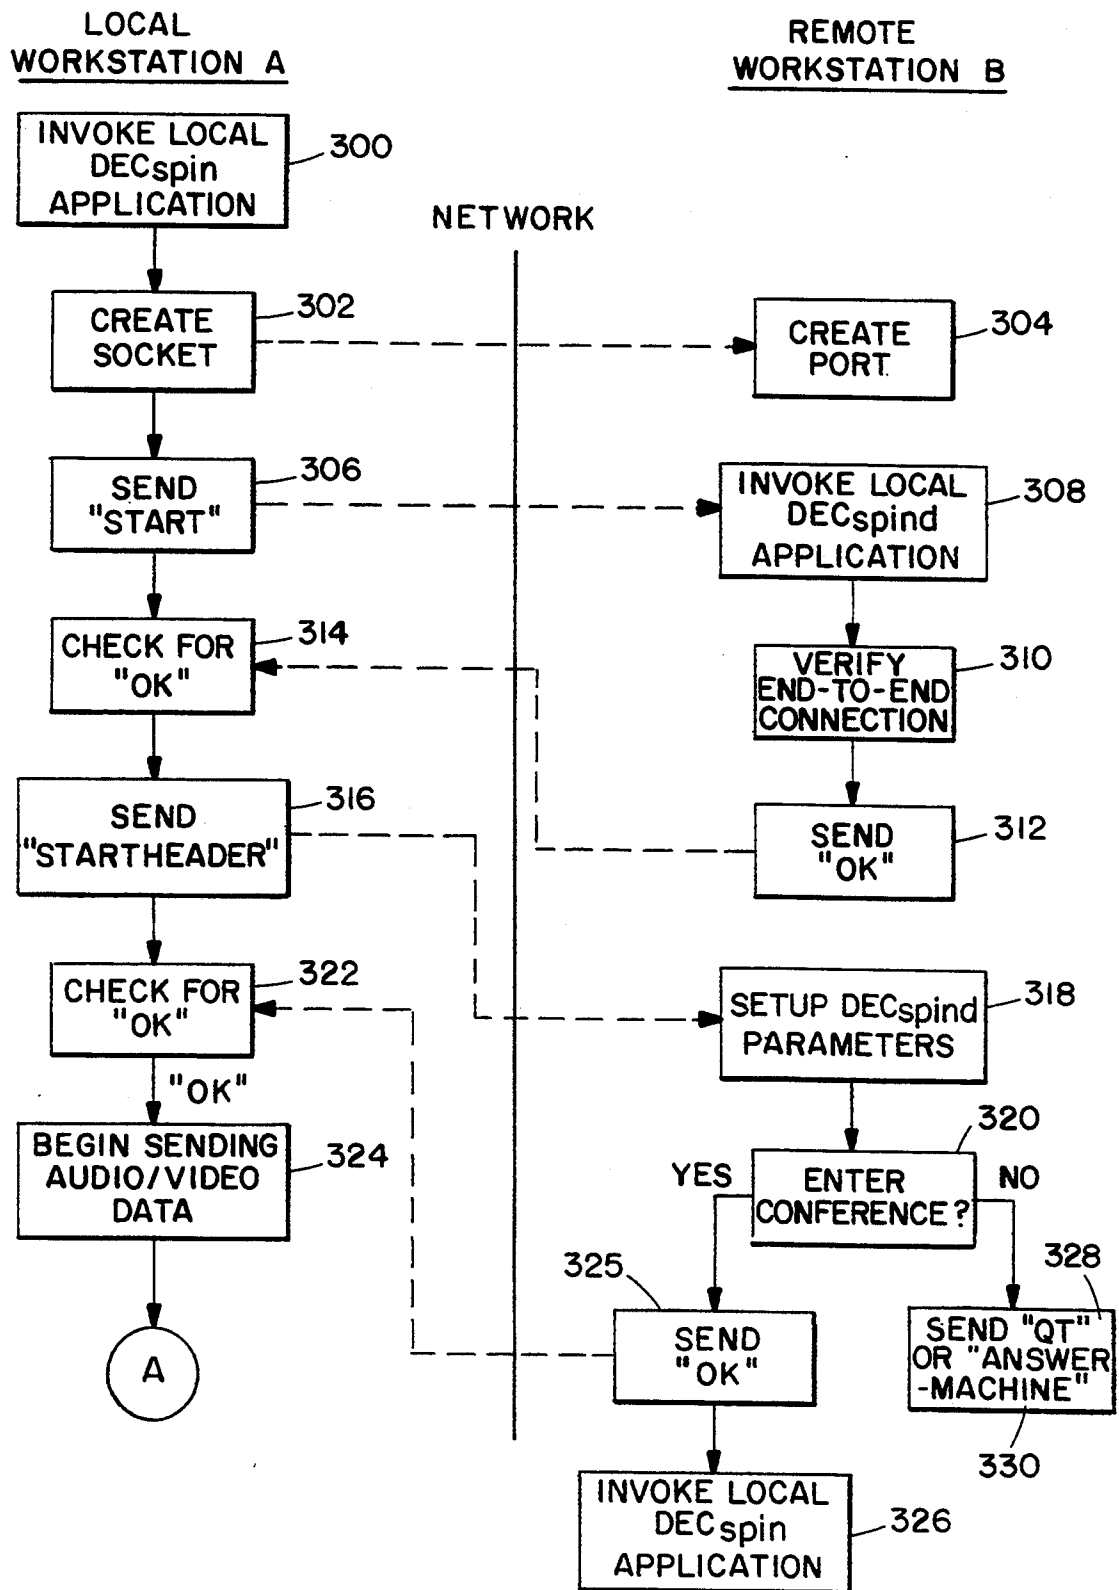 LOCAL
WORKSTATION A
REMOTE
WORKSTATION B
INVOKE LOCAL
DECspin
APPLICATION
300
NETWORK
CREATE
SOCKET
302
CREATE
PORT
304
SEND
"START"
306
INVOKE LOCAL
DECspind
APPLICATION
308
CHECK FOR
"OK"
314
VERIFY
END-TO-END
CONNECTION
310
SEND
"STARTHEADER"
316
SEND
"OK"
312
CHECK FOR
"OK"
322
"OK"
SETUP DECspind
PARAMETERS
318
BEGIN SENDING
AUDIO/VIDEO
DATA
324
320
YES
ENTER
CONFERENCE?
NO
325
328
A
SEND
"OK"
SEND "QT"
OR "ANSWER
-MACHINE"
330
INVOKE LOCAL
DECspin
APPLICATION
326